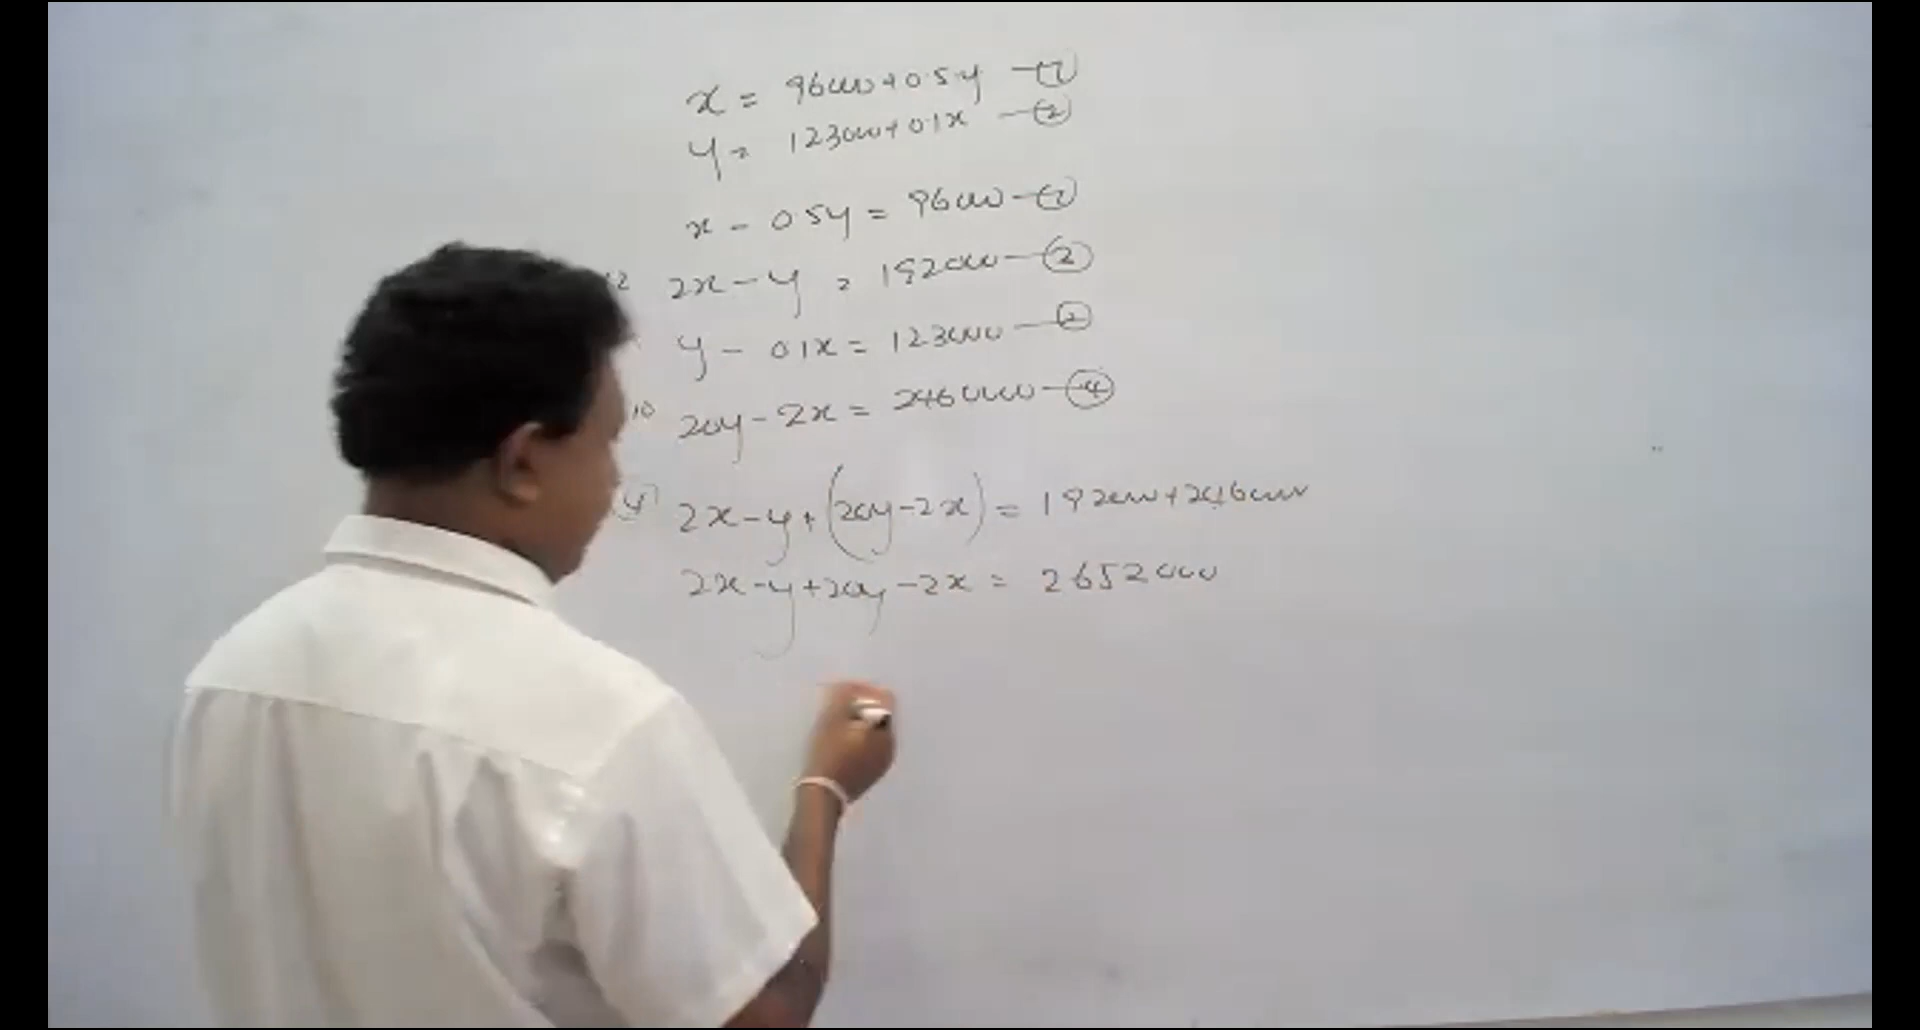 x = 96000 + 0.5y — (1)
y = 123000 + 0.1x — (2)
x - 0.5y = 96000 — (1)
2x - y = 192000 — (2)
y - 0.1x = 123000 — (2)
10 20y - 2x = 2460000 — (4)
2x - y + (20y - 2x) = 192000 + 2460000
2x - y + 20y - 2x = 2652000